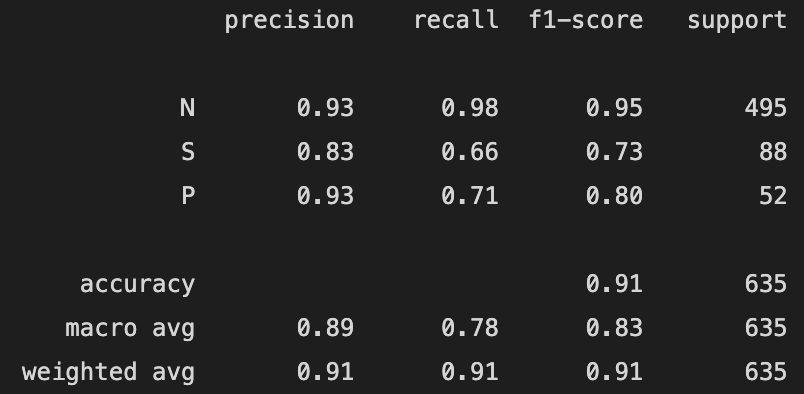 precision recall f1-score support
N 0.93 0.98 0.95 495
S 0.83 0.66 0.73 88
P 0.93 0.71 0.80 52
accuracy 0.91 635
macro avg 0.89 0.78 0.83 635
weighted avg 0.91 0.91 0.91 635